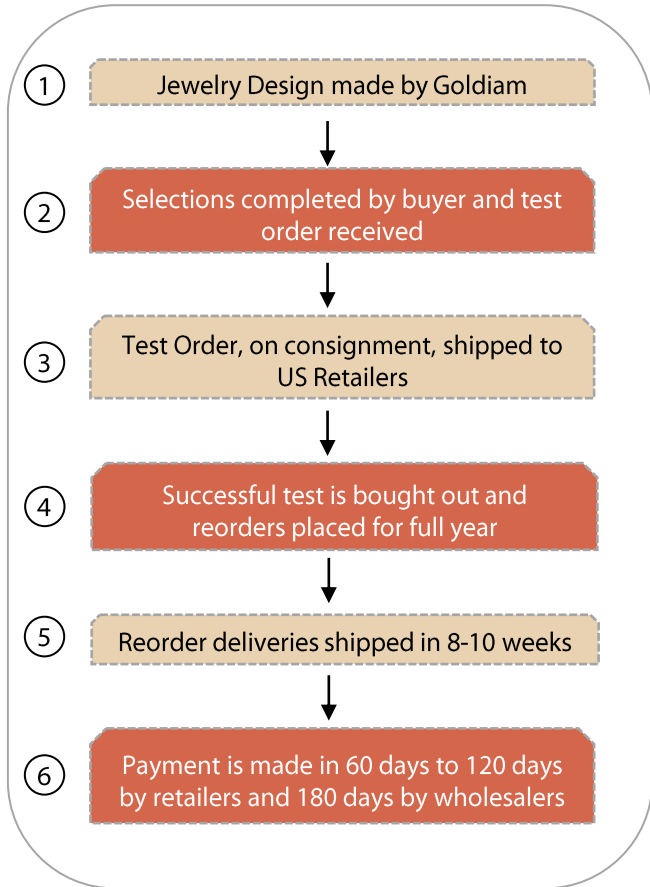 1
Jewelry Design made by Goldiam
2
Selections completed by buyer and test
order received
3
Test Order, on consignment, shipped to
US Retailers
4
Successful test is bought out and
reorders placed for full year
5
Reorder deliveries shipped in 8-10 weeks
6
Payment is made in 60 days to 120 days
by retailers and 180 days by wholesalers